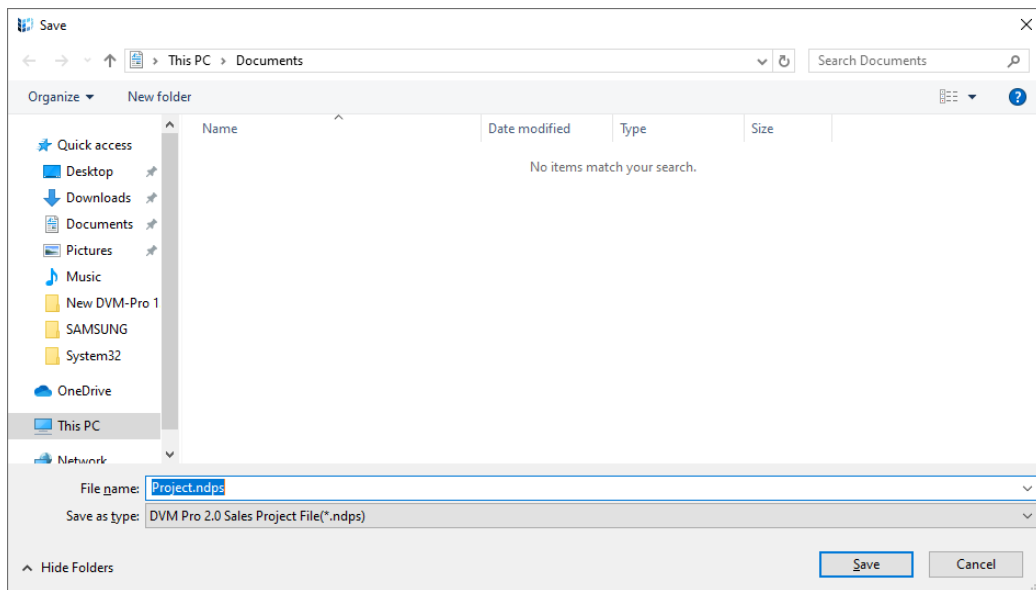 Save
This PC > Documents
Search Documents
Organize
New folder
Name
Date modified
Type
Size
No items match your search.
Quick access
Desktop
Downloads
Documents
Pictures
Music
New DVM-Pro 1
SAMSUNG
System32
OneDrive
This PC
Network
File name: Project.ndps
Save as type: DVM Pro 2.0 Sales Project File(*.ndps)
Hide Folders
Save
Cancel